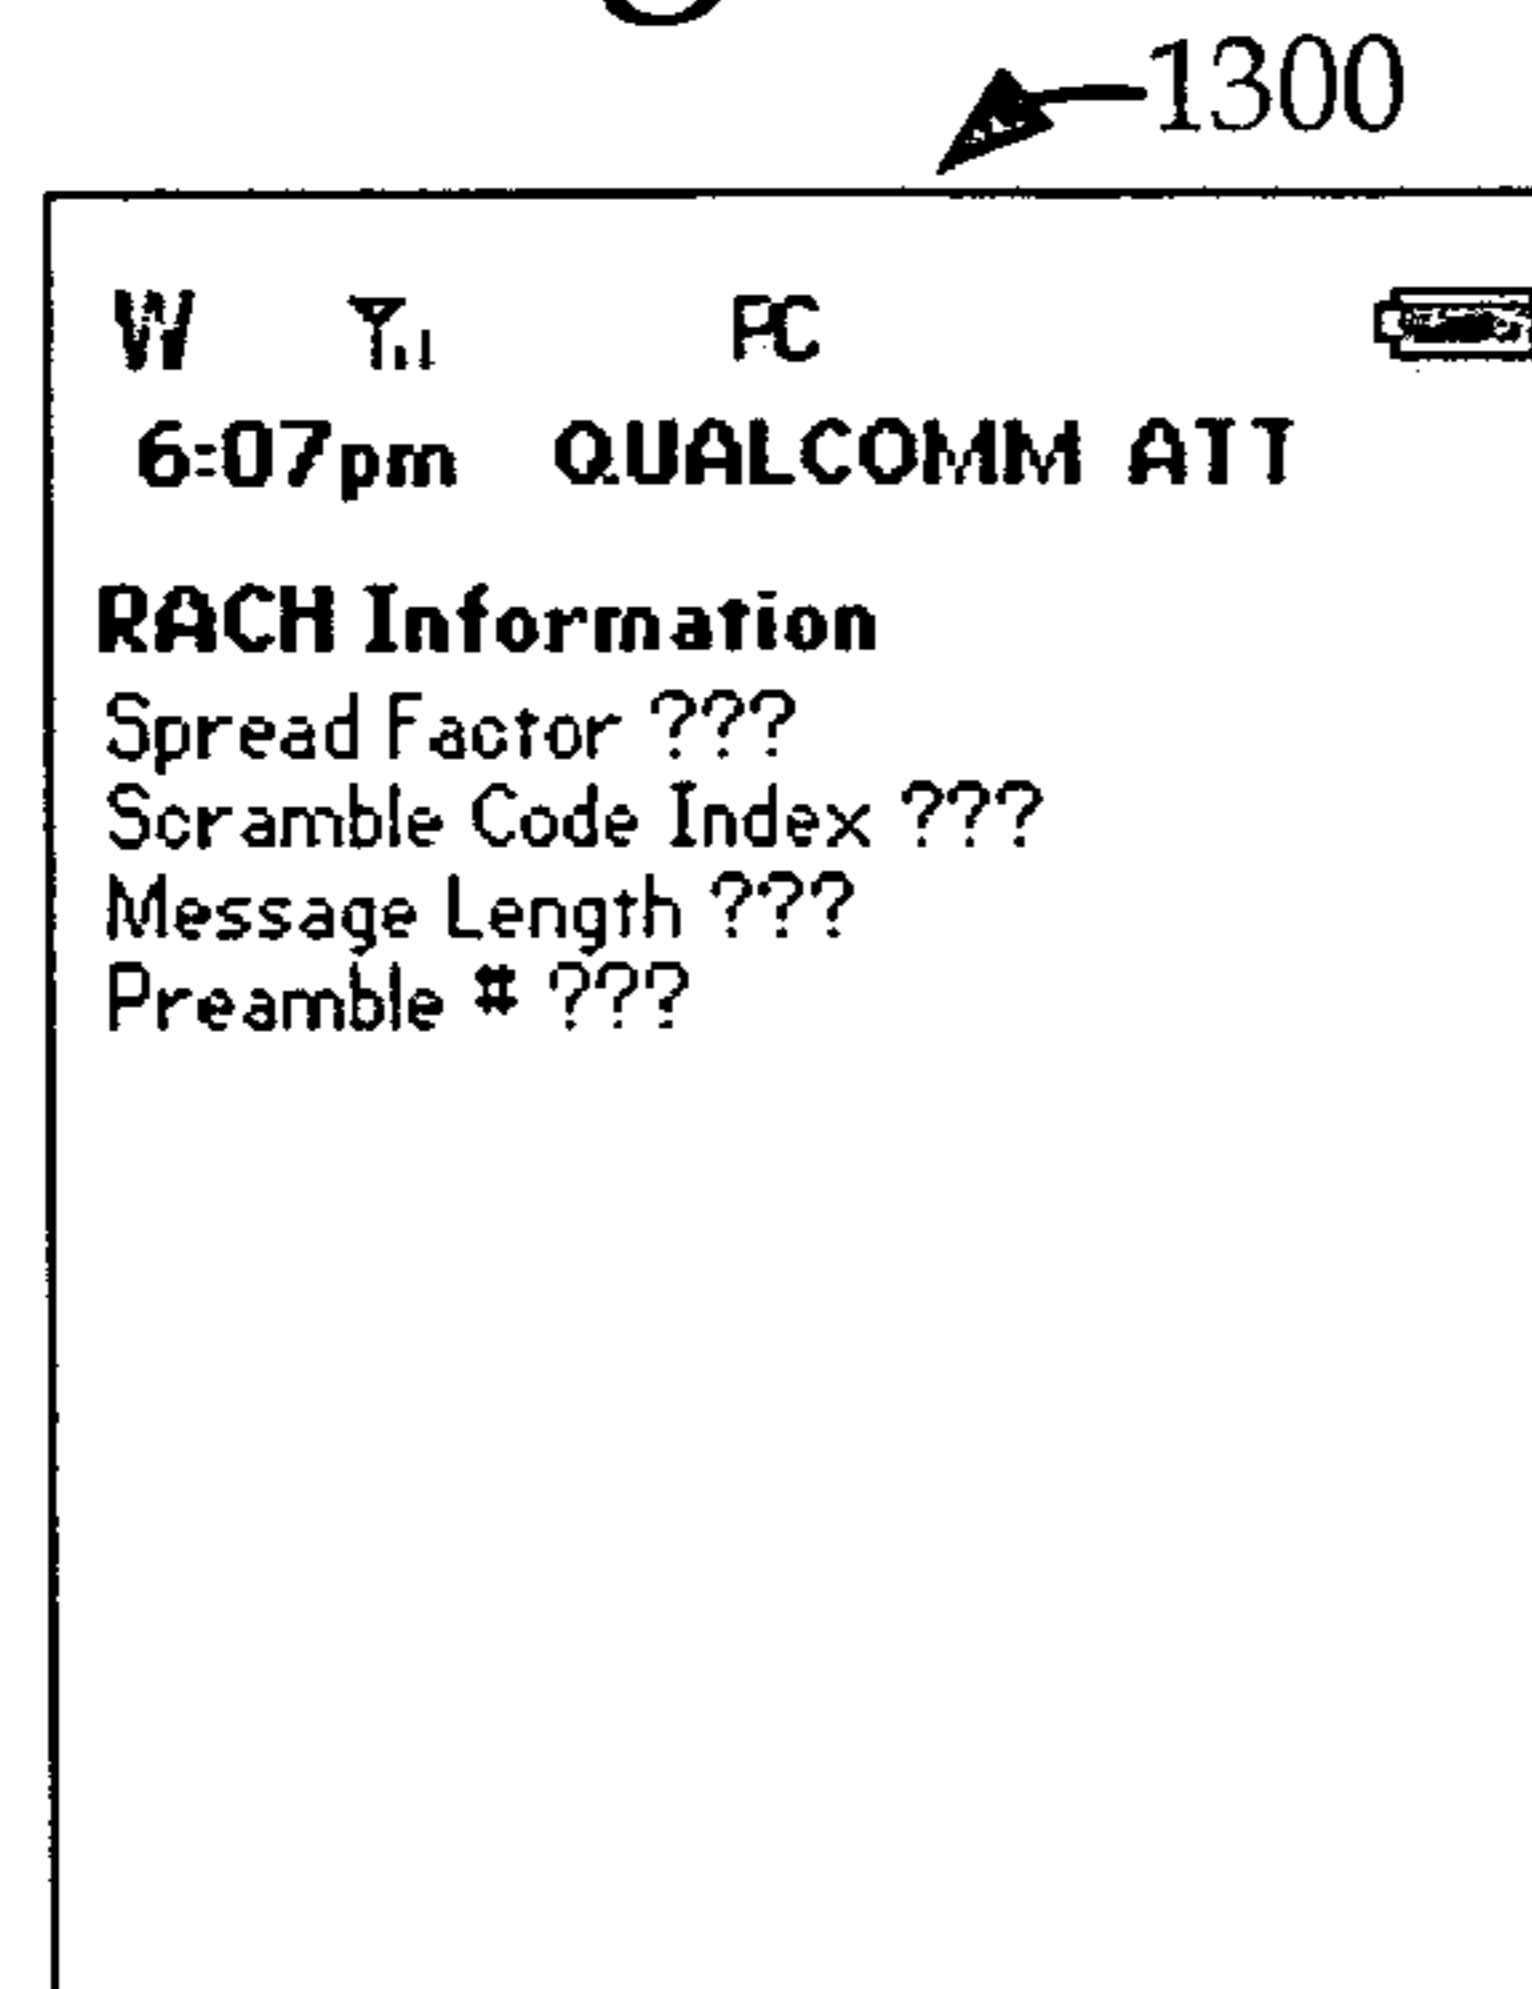 1300
W PC
6:07pm QUALCOMM ATT
RACH Information
Spread Factor ???
Scramble Code Index ???
Message Length ???
Preamble # ???